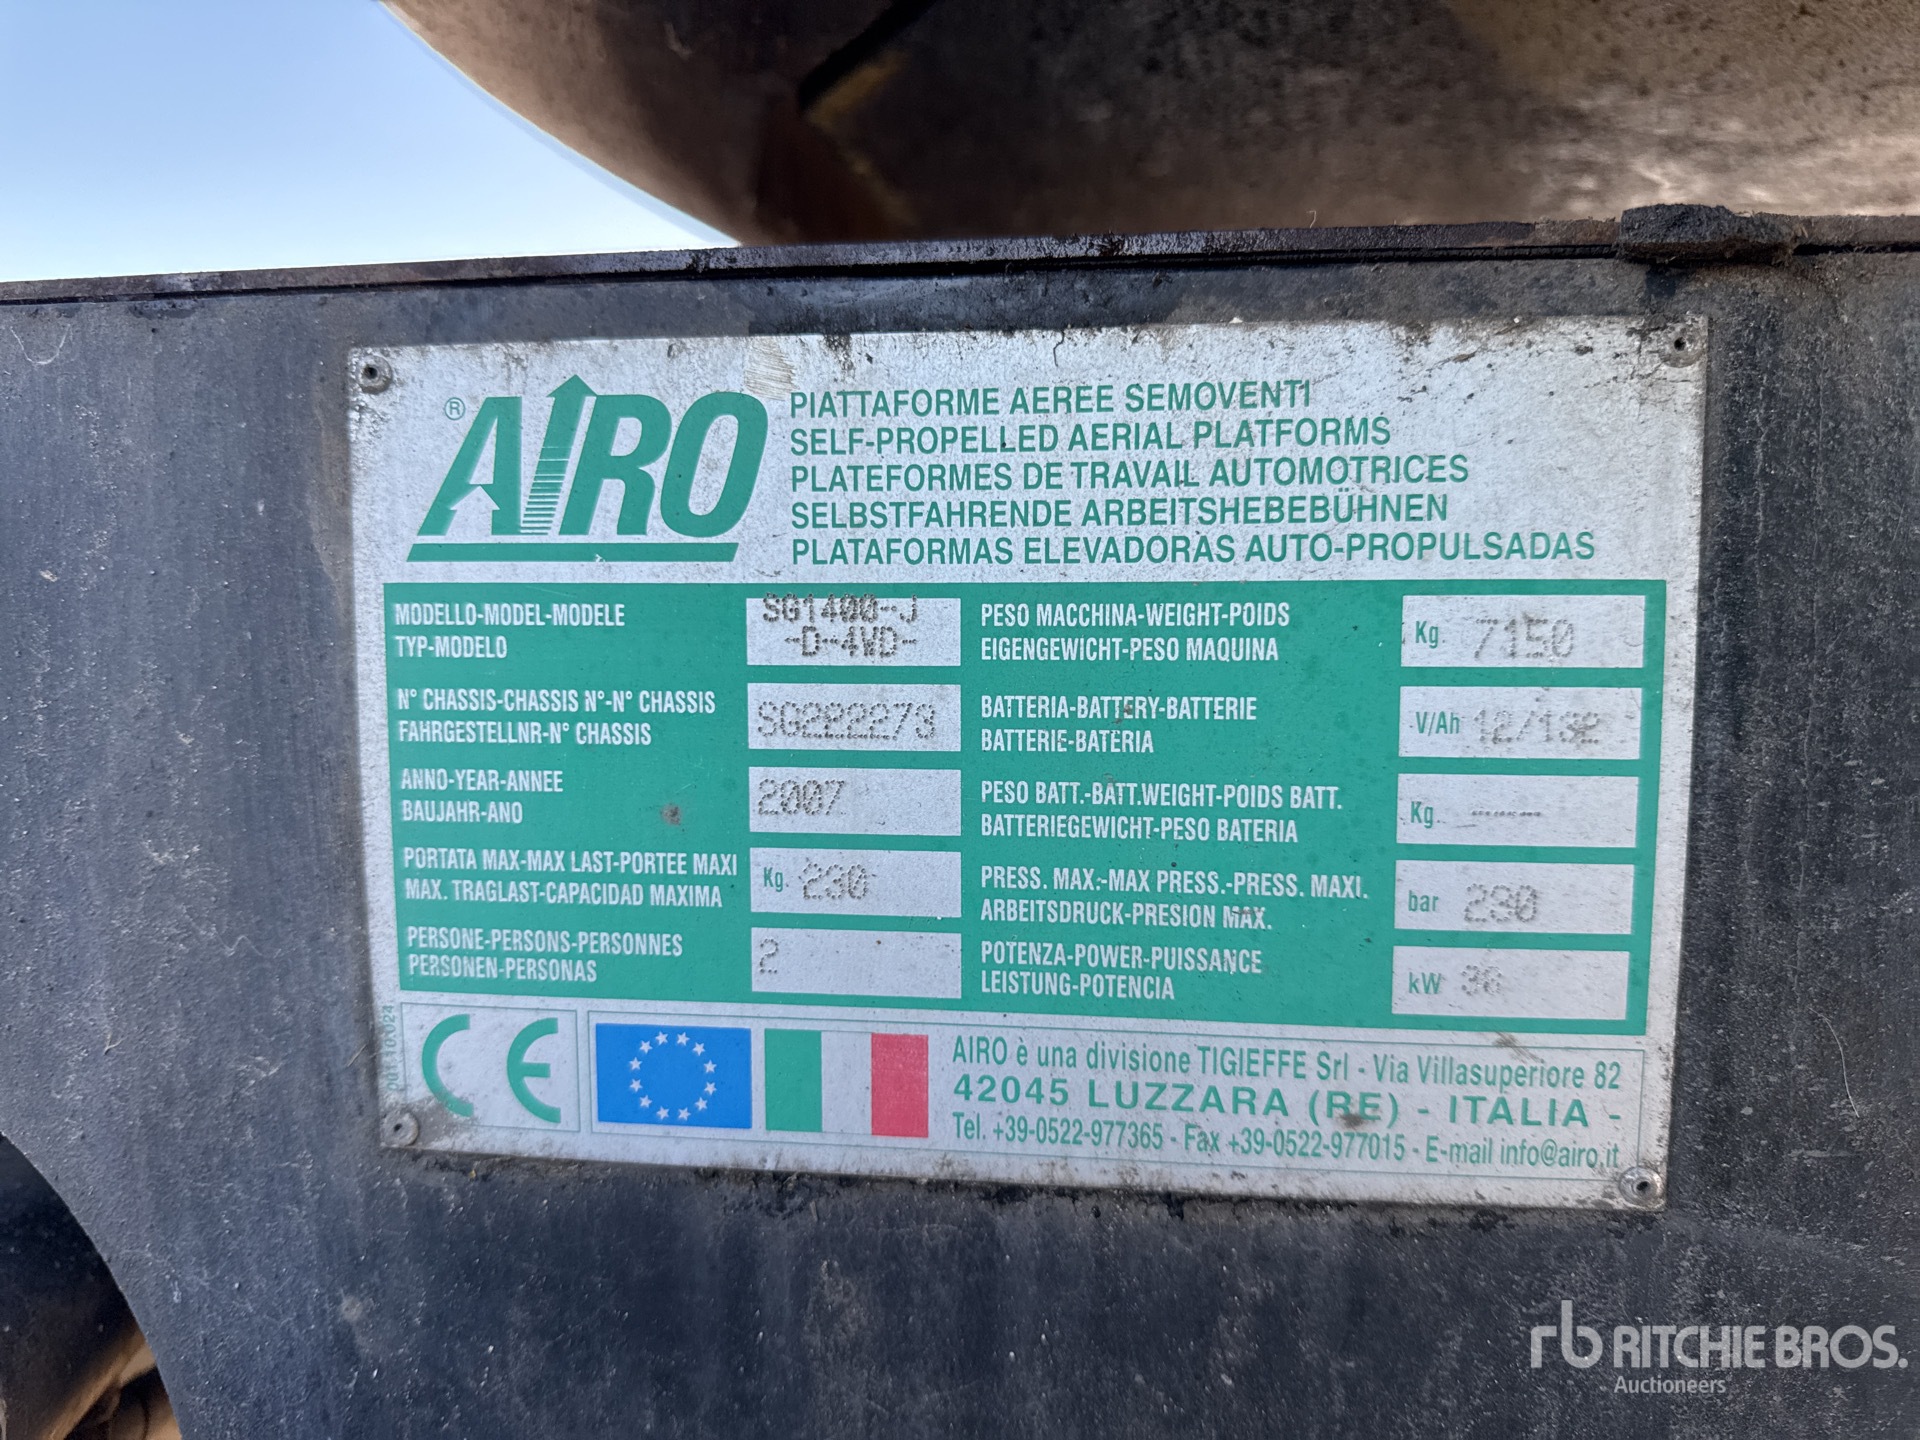 ® AIRO
PIATTAFORME AEREE SEMOVENTI
SELF-PROPELLED AERIAL PLATFORMS
PLATEFORMES DE TRAVAIL AUTOMOTRICES
SELBSTFAHRENDE ARBEITSHEBEBÜHNEN
PLATAFORMAS ELEVADORAS AUTO-PROPULSADAS
MODELLO-MODEL-MODELE
TYP-MODELO
SG1400-J
-D-4WD-
N° CHASSIS-CHASSIS N°-N° CHASSIS
FAHRGESTELLNR-N° CHASSIS
SG222273
ANNO-YEAR-ANNEE
BAUJAHR-ANO
2007
PORTATA MAX-MAX LAST-PORTEE MAXI
MAX. TRAGLAST-CAPACIDAD MAXIMA
Kg. 230
PERSONE-PERSONS-PERSONNES
PERSONEN-PERSONAS
2
PESO MACCHINA-WEIGHT-POIDS
EIGENGEWICHT-PESO MAQUINA
Kg. 7150
BATTERIA-BATTERY-BATTERIE
BATTERIE-BATERIA
V/Ah 12/132
PESO BATT.-BATT.WEIGHT-POIDS BATT.
BATTERIEGEWICHT-PESO BATERIA
Kg. ------
PRESS. MAX.-MAX PRESS.-PRESS. MAXI.
ARBEITSDRUCK-PRESION MAX.
bar 230
POTENZA-POWER-PUISSANCE
LEISTUNG-POTENCIA
kW 36
CE
AIRO è una divisione TIGIEFFE Srl - Via Villasuperiore 82
42045 LUZZARA (RE) - ITALIA -
Tel. +39-0522-977365 - Fax +39-0522-977015 - E-mail info@airo.it
rb RITCHIE BROS.
Auctioneers